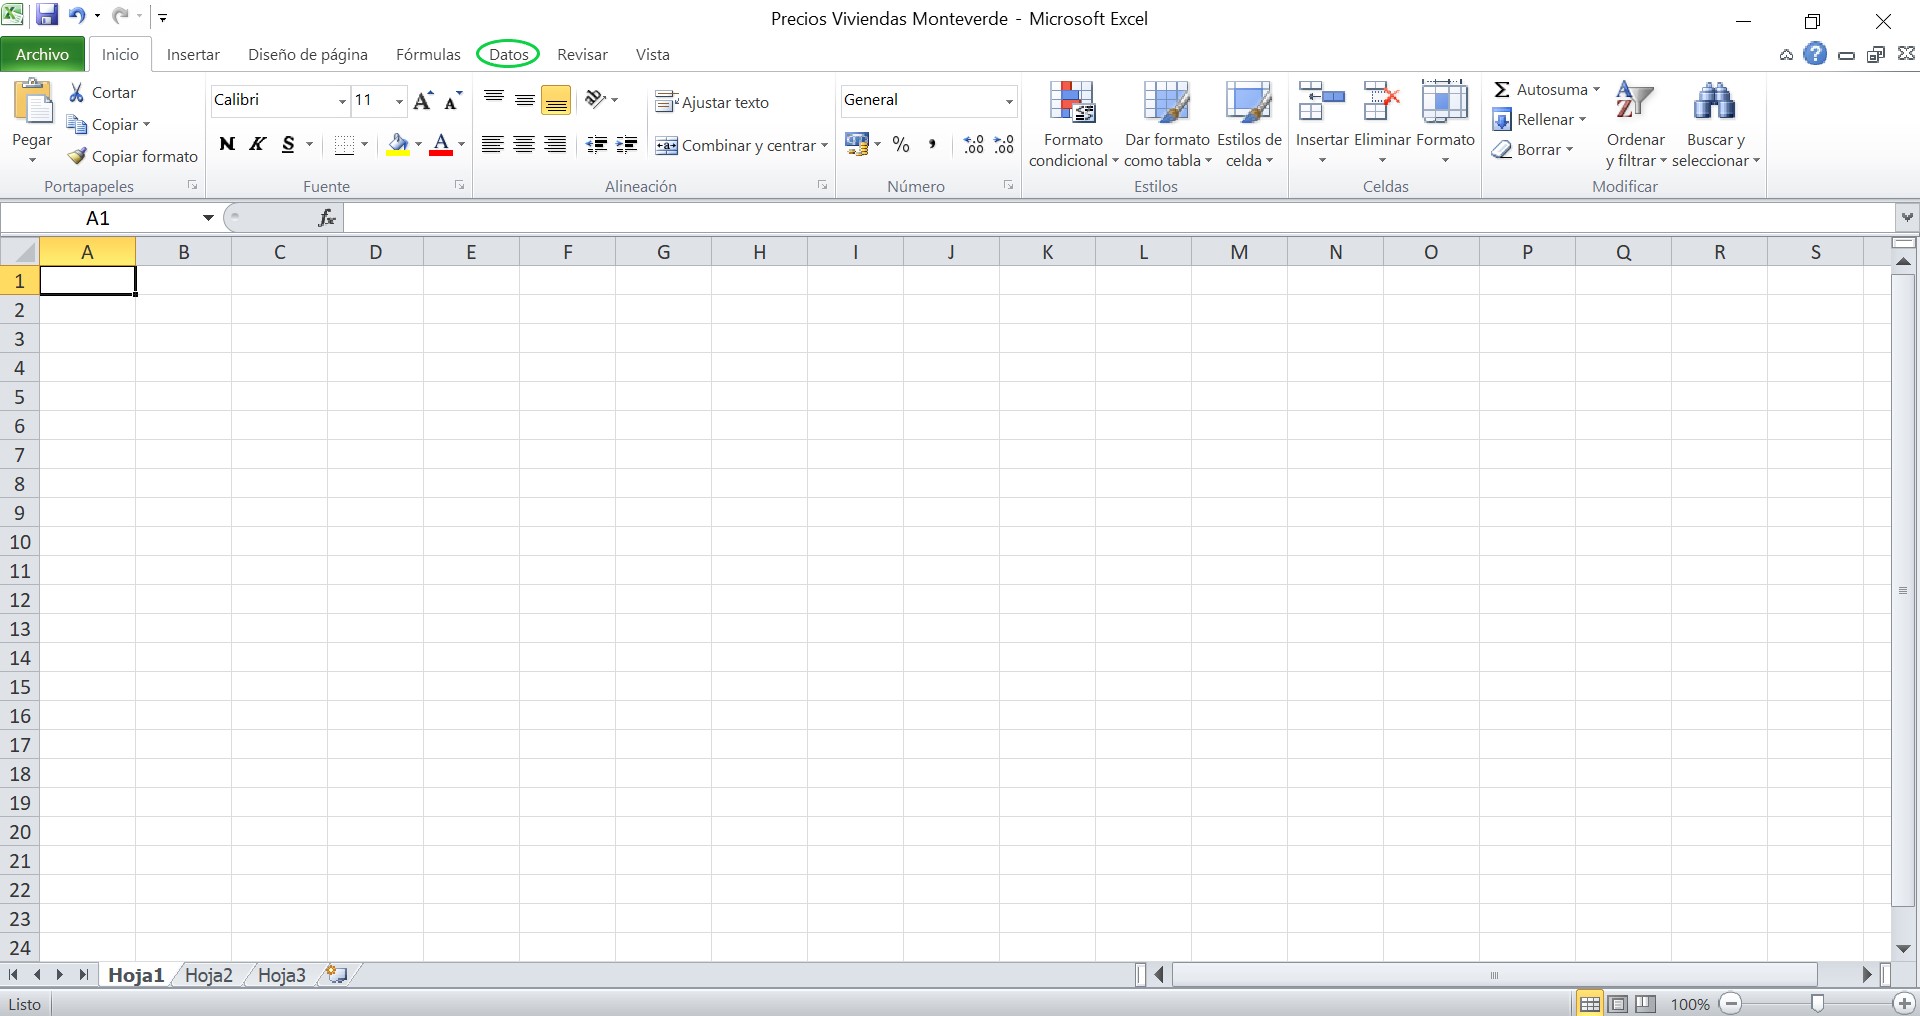 Precios Viviendas Monteverde - Microsoft Excel
Archivo Inicio Insertar Diseño de página Fórmulas Datos Revisar Vista
Pegar
Cortar
Copiar
Copiar formato
Portapapeles
Calibri 11
N K S
Fuente
Ajustar texto
Combinar y centrar
Alineación
General
%
Número
Formato condicional
Dar formato como tabla
Estilos de celda
Estilos
Insertar Eliminar Formato
Celdas
Autosuma
Rellenar
Borrar
Ordenar y filtrar
Buscar y seleccionar
Modificar
A1 fx
A B C D E F G H I J K L M N O P Q R S
1
2
3
4
5
6
7
8
9
10
11
12
13
14
15
16
17
18
19
20
21
22
23
24
Hoja1 Hoja2 Hoja3
Listo 100%